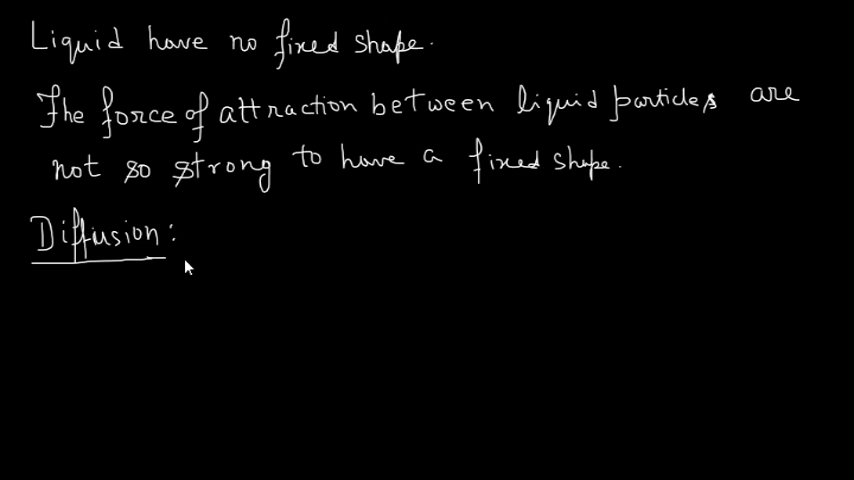 Liquid have no fixed shape.
The force of attraction between liquid particles are
not so strong to have a fixed shape.
Diffusion: